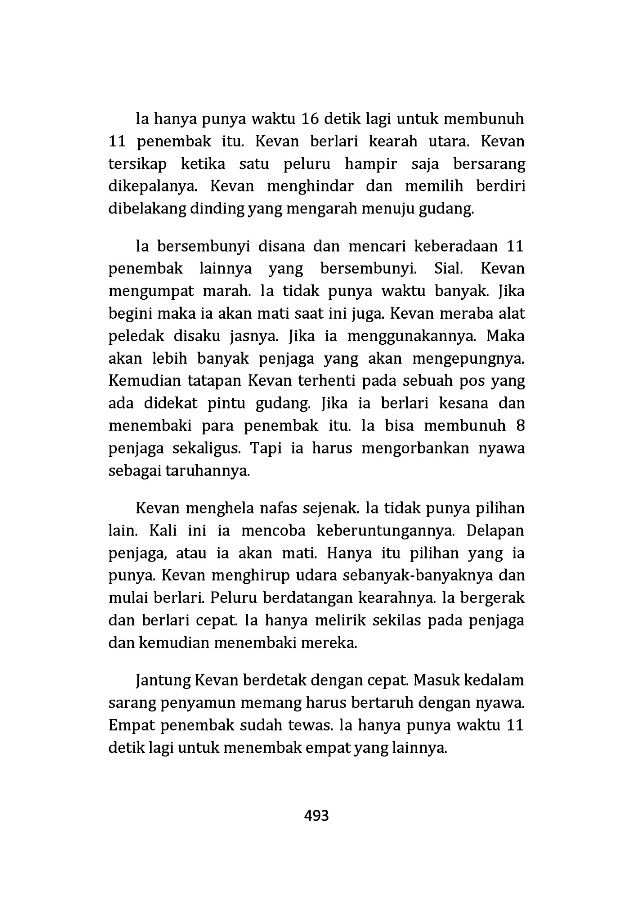 Ia hanya punya waktu 16 detik lagi untuk membunuh
11 penembak itu. Kevan berlari kearah utara. Kevan
tersikap ketika satu peluru hampir saja bersarang
dikepalanya. Kevan menghindar dan memilih berdiri
dibelakang dinding yang mengarah menuju gudang.
Ia bersembunyi disana dan mencari keberadaan 11
penembak lainnya yang bersembunyi. Sial. Kevan
mengumpat marah. Ia tidak punya waktu banyak. Jika
begini maka ia akan mati saat ini juga. Kevan meraba alat
peledak disaku jasnya. Jika ia menggunakannya. Maka
akan lebih banyak penjaga yang akan mengepungnya.
Kemudian tatapan Kevan terhenti pada sebuah pos yang
ada didekat pintu gudang. Jika ia berlari kesana dan
menembaki para penembak itu. Ia bisa membunuh 8
penjaga sekaligus. Tapi ia harus mengorbankan nyawa
sebagai taruhannya.
Kevan menghela nafas sejenak. Ia tidak punya pilihan
lain. Kali ini ia mencoba keberuntungannya. Delapan
penjaga, atau ia akan mati. Hanya itu pilihan yang ia
punya. Kevan menghirup udara sebanyak-banyaknya dan
mulai berlari. Peluru berdatangan kearahnya. Ia bergerak
dan berlari cepat. Ia hanya melirik sekilas pada penjaga
dan kemudian menembaki mereka.
Jantung Kevan berdetak dengan cepat. Masuk kedalam
sarang penyamun memang harus bertaruh dengan nyawa.
Empat penembak sudah tewas. Ia hanya punya waktu 11
detik lagi untuk menembak empat yang lainnya.
493